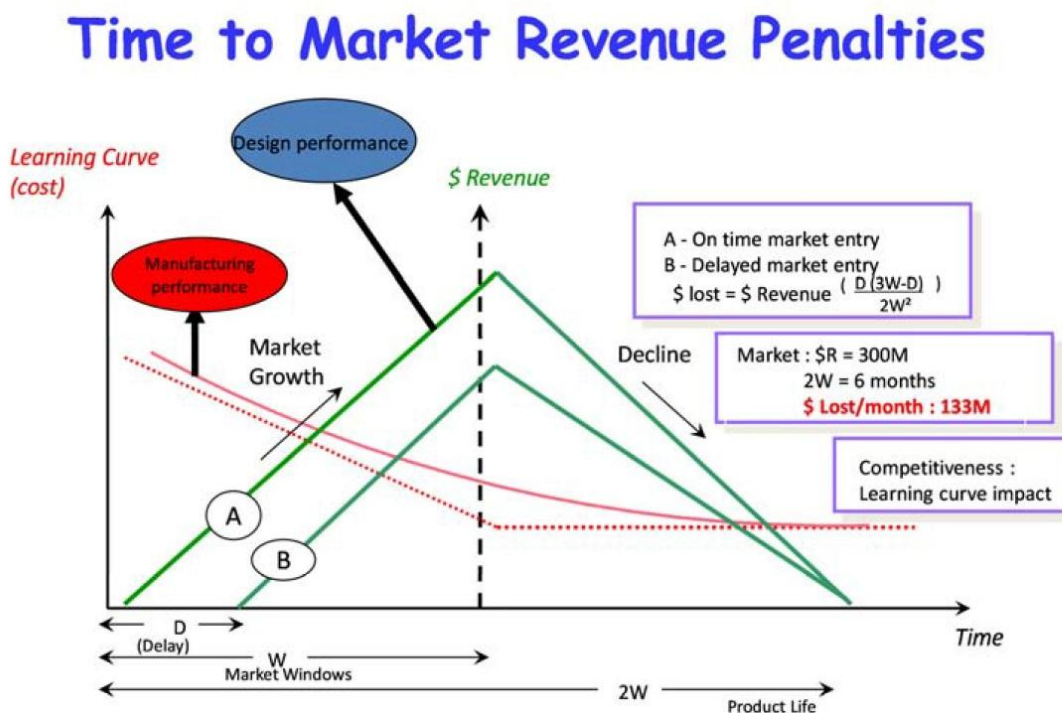 Time to Market Revenue Penalties
Learning Curve
(cost)
Design performance
$ Revenue
Manufacturing
performance
Market
Growth
A - On time market entry
B - Delayed market entry
$ lost = $ Revenue ( D (3W-D) )
2W²
Decline
Market : $R = 300M
2W = 6 months
$ Lost/month : 133M
Competitiveness :
Learning curve impact
A
B
D
(Delay)
Time
W
Market Windows
2W
Product Life